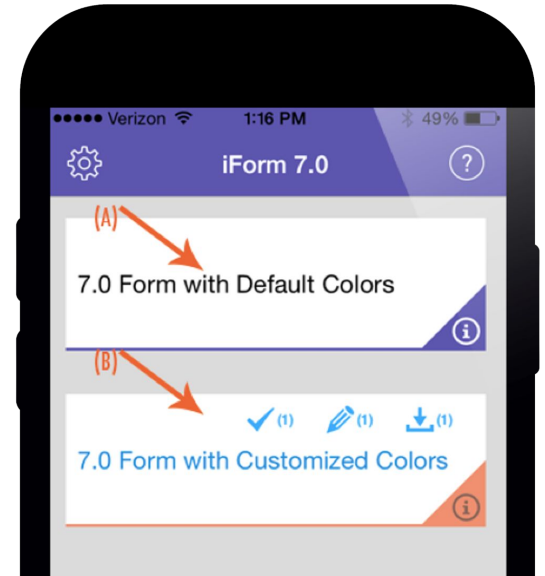 Verizon 1:16 PM 49%
iForm 7.0 ?
(A)
7.0 Form with Default Colors
i
(B)
(1) (1) (1)
7.0 Form with Customized Colors
i